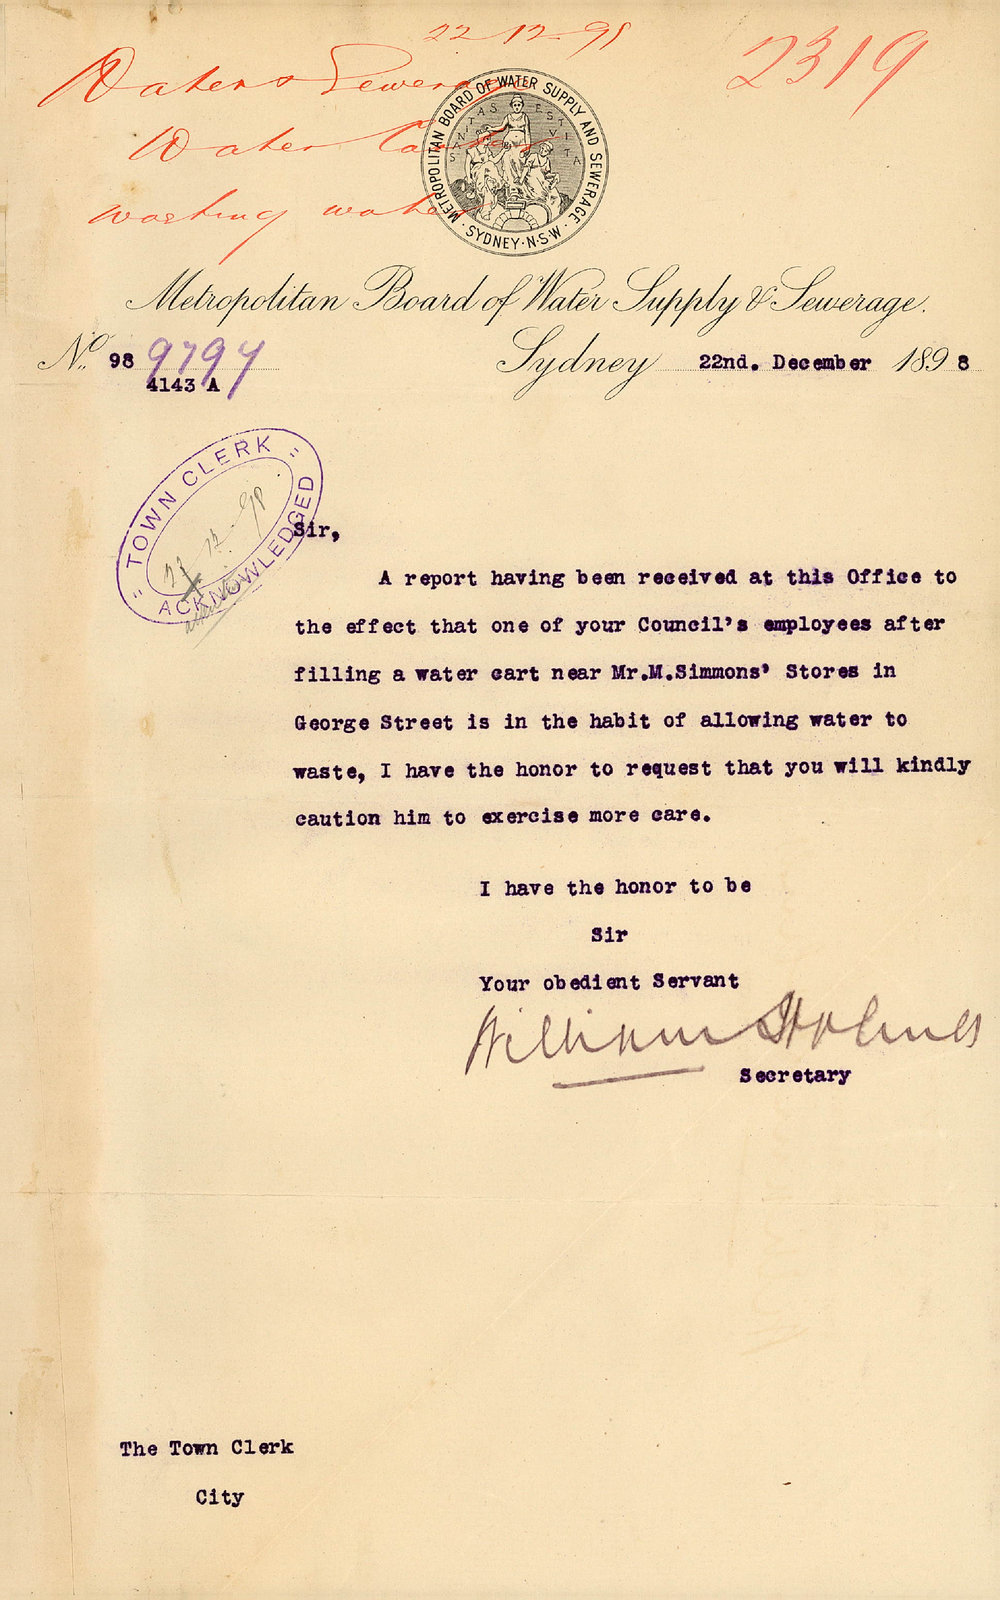 22-12-98
2319
Water & Sewerage
Water Carter
wasting water
METROPOLITAN BOARD OF WATER SUPPLY AND SEWERAGE
SANITAS EST VITA
· SYDNEY · N · S · W ·
Metropolitan Board of Water Supply & Sewerage.
No. 98 9797
4143 A
Sydney 22nd. December 1898
"TOWN CLERK"
ACKNOWLEDGED
Sir,
A report having been received at this Office to
the effect that one of your Council's employees after
filling a water cart near Mr.M.Simmons' Stores in
George Street is in the habit of allowing water to
waste, I have the honor to request that you will kindly
caution him to exercise more care.
I have the honor to be
Sir
Your obedient Servant
William Holmes
Secretary
The Town Clerk
City